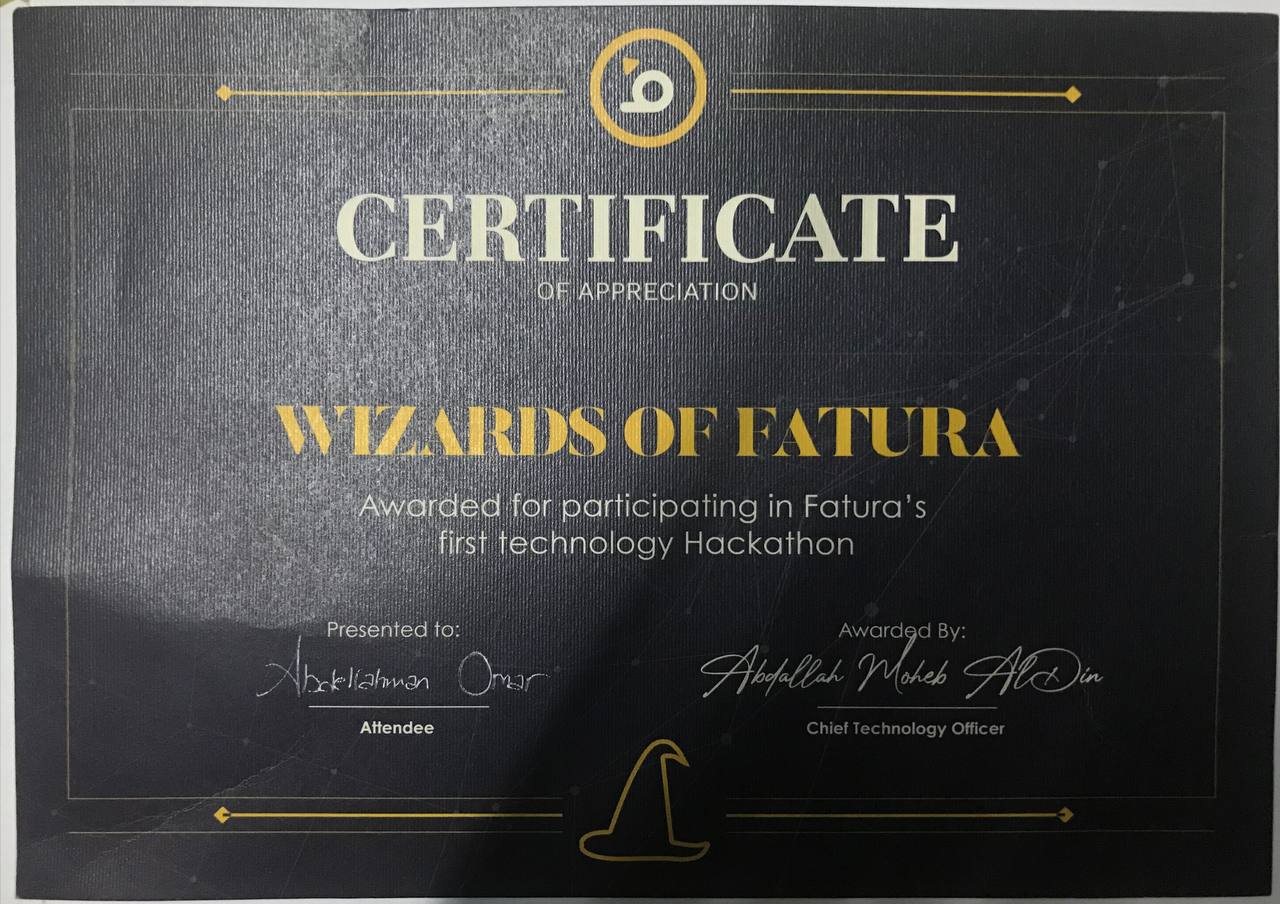 CERTIFICATE
OF APPRECIATION
WIZARDS OF FATURA
Awarded for participating in Fatura’s
first technology Hackathon
Presented to:
Abdelrahman Omar
Attendee
Awarded By:
Abdallah Moheb AlDin
Chief Technology Officer